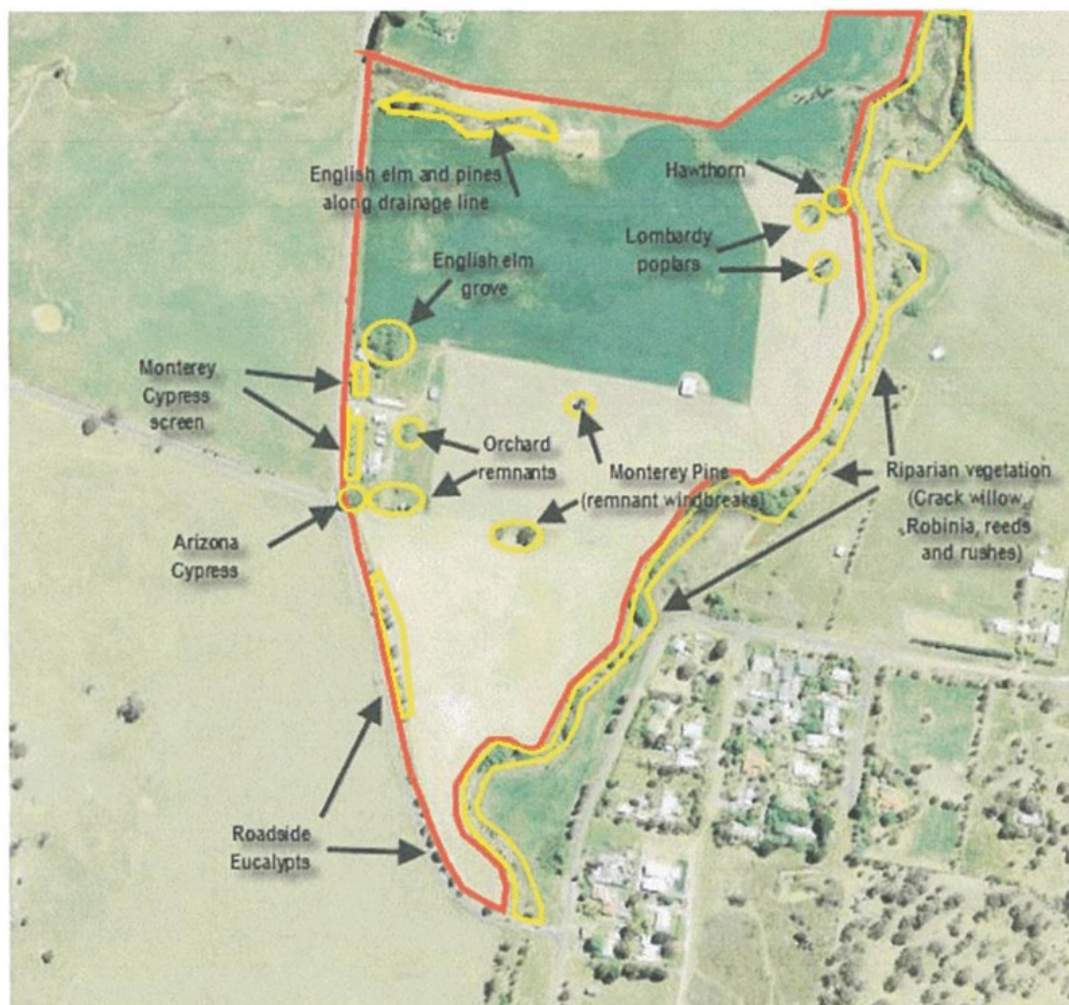 English elm and pines
along drainage line
Hawthorn
Lombardy
poplars
English elm
grove
Monterey
Cypress
screen
Orchard
remnants
Monterey Pine
(remnant windbreaks)
Riparian vegetation
(Crack willow,
Robinia, reeds
and rushes)
Arizona
Cypress
Roadside
Eucalypts